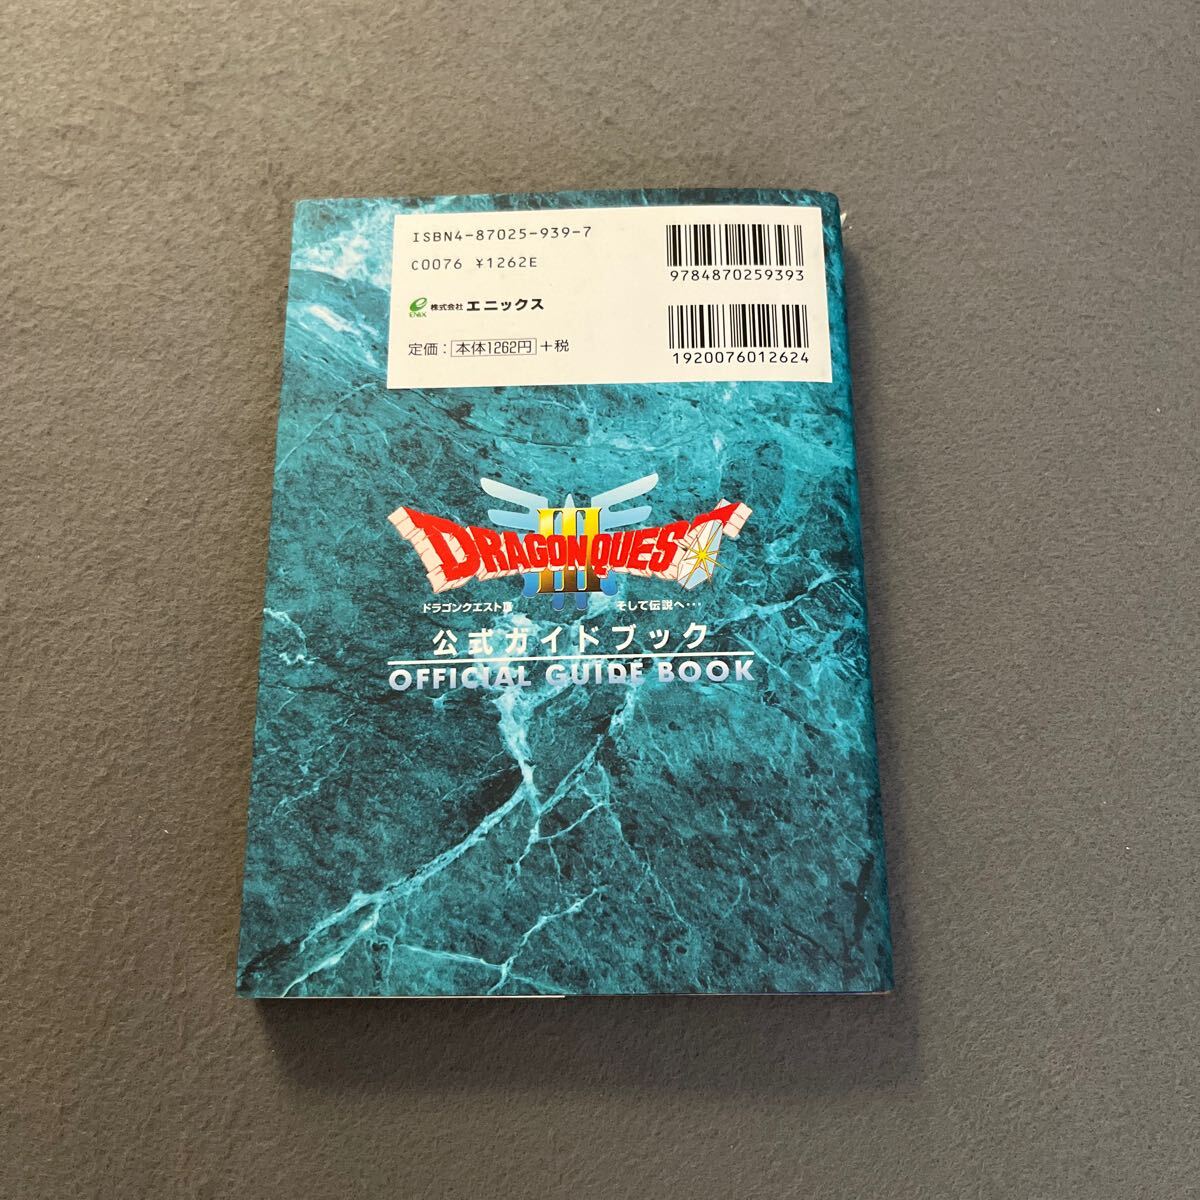 ISBN4-87025-939-7
C0076 ¥1262E
ENIX 株式会社 エニックス
定価：本体1262円+税
9784870259393
1920076012624
DRAGON QUEST III
ドラゴンクエストIII そして伝説へ…
公式ガイドブック
OFFICIAL GUIDE BOOK